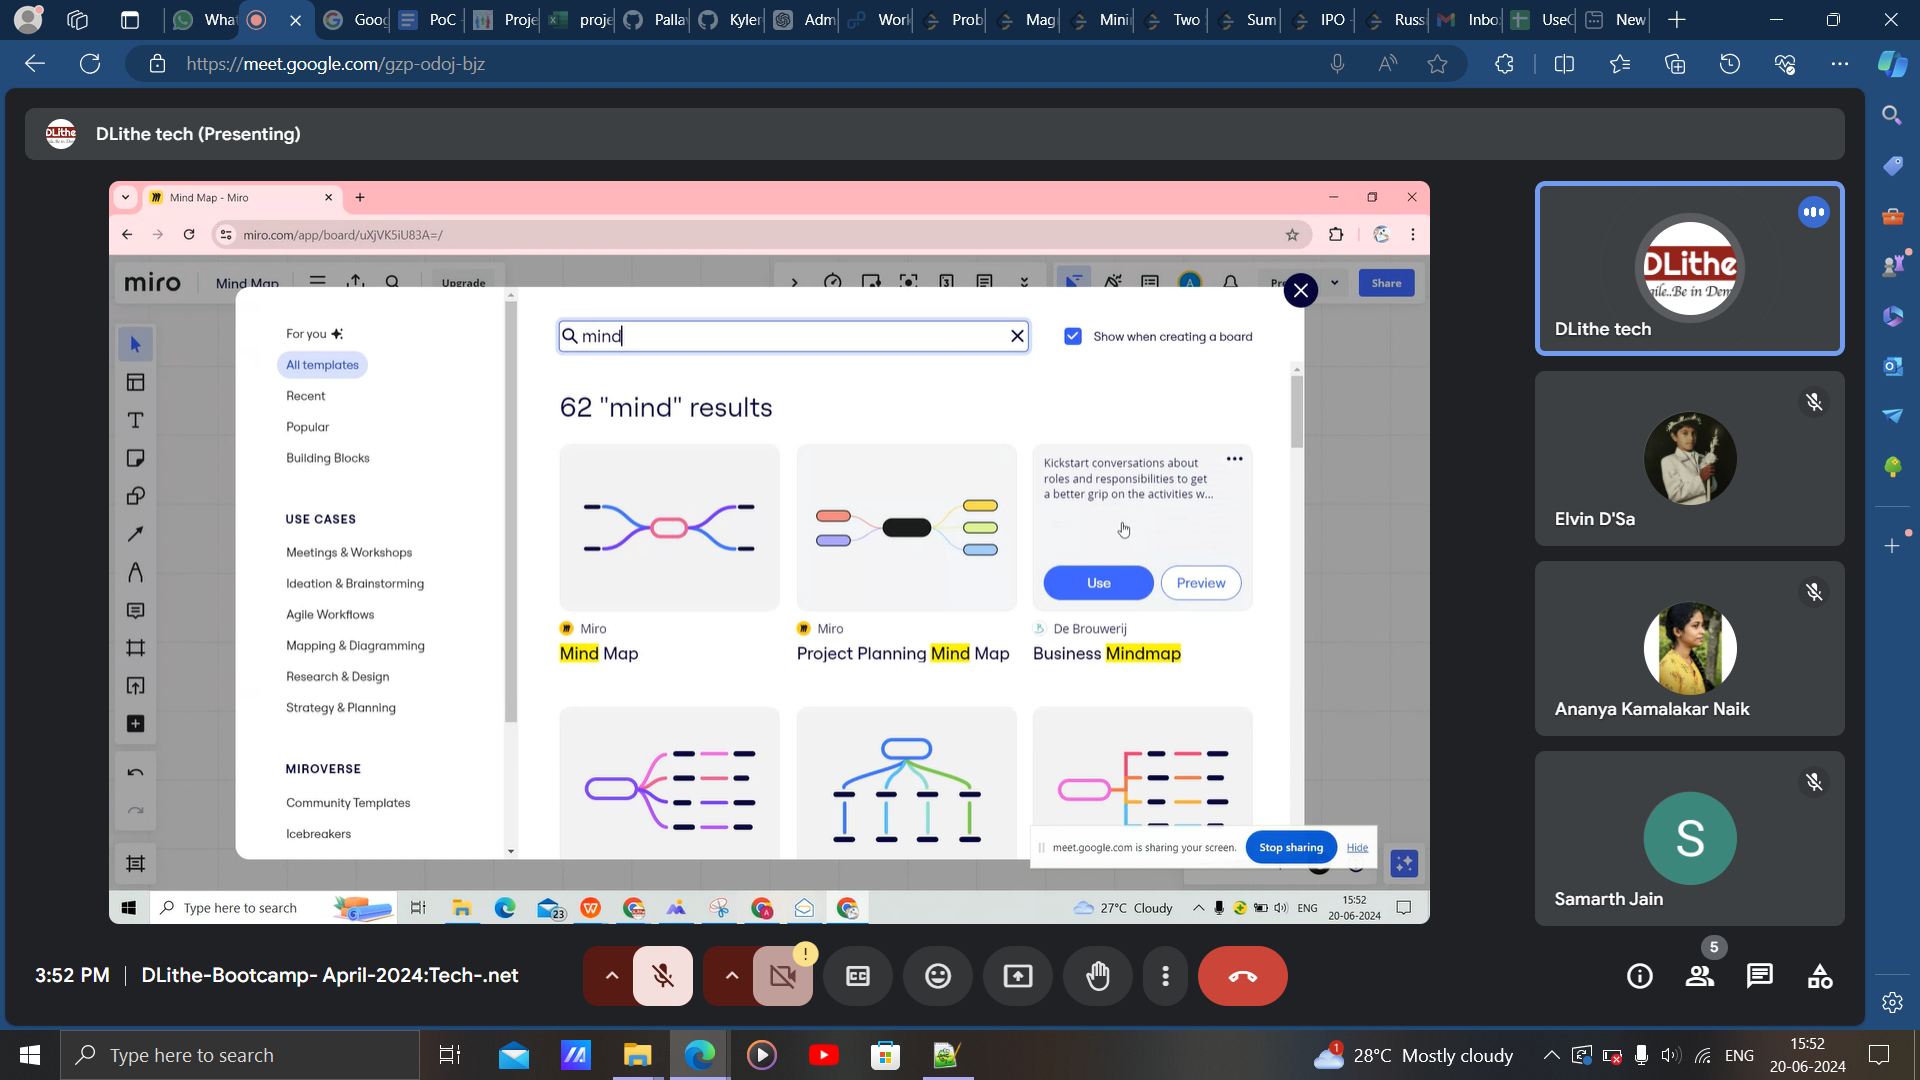 What
Goog
PoC
Proje
proje
Palla
Kyler
Adm
Work
Prob
Mag
Mini
Two
Sum
IPO -
Russ
Inbo
UseC
New
https://meet.google.com/gzp-odoj-bjz
DLithe
DLithe tech (Presenting)
Mind Map - Miro
miro.com/app/board/uXjVK5iU83A=/
miro
Mind Map
Upgrade
Share
For you
All templates
Recent
Popular
Building Blocks
USE CASES
Meetings & Workshops
Ideation & Brainstorming
Agile Workflows
Mapping & Diagramming
Research & Design
Strategy & Planning
MIROVERSE
Community Templates
Icebreakers
mind
Show when creating a board
62 "mind" results
Kickstart conversations about
roles and responsibilities to get
a better grip on the activities w...
Use
Preview
Miro
Mind Map
Miro
Project Planning Mind Map
De Brouwerij
Business Mindmap
meet.google.com is sharing your screen.
Stop sharing
Hide
Type here to search
23
27°C Cloudy
ENG
15:52
20-06-2024
DLithe
DLithe tech
Elvin D'Sa
Ananya Kamalakar Naik
S
Samarth Jain
3:52 PM
DLithe-Bootcamp- April-2024:Tech-.net
5
Type here to search
1
28°C Mostly cloudy
ENG
15:52
20-06-2024